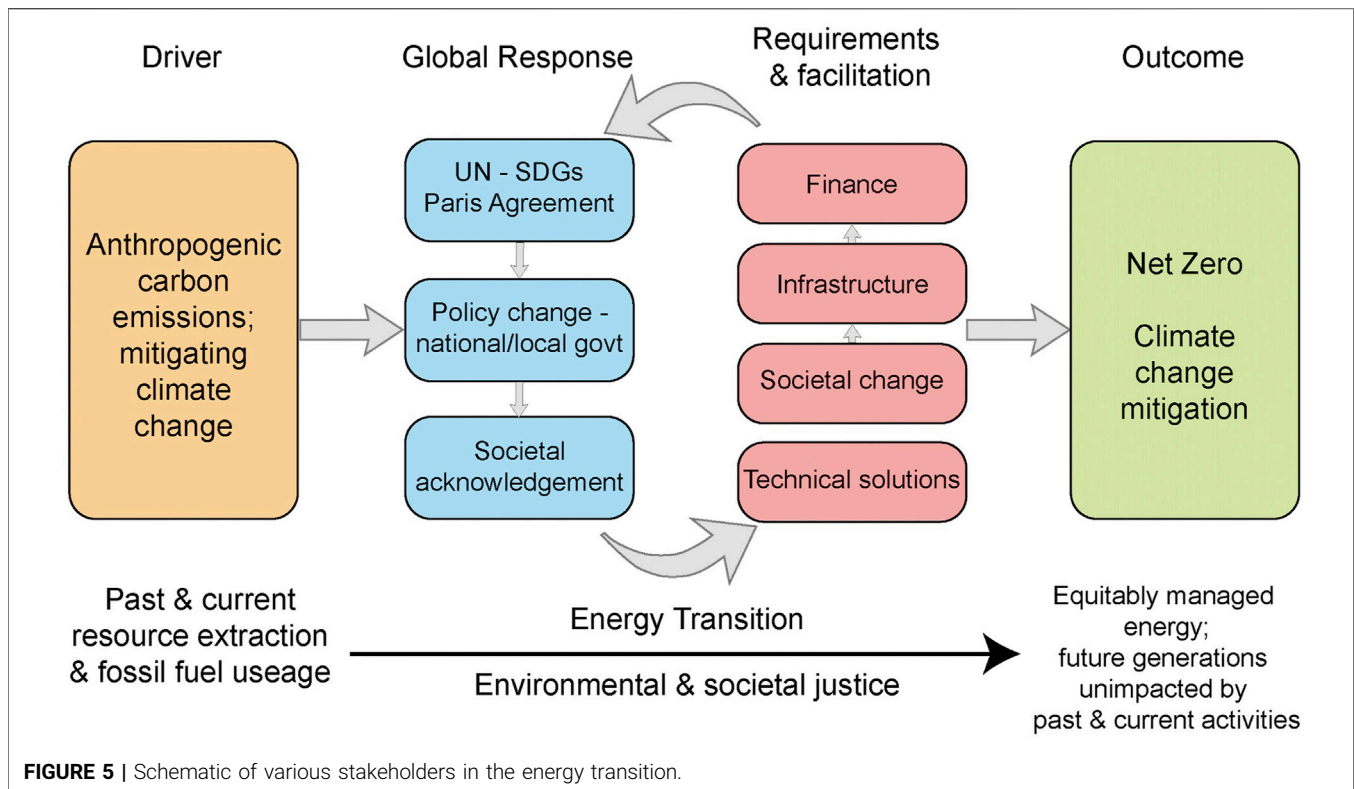 Driver
Global Response
Requirements
& facilitation
Outcome
Anthropogenic
carbon
emissions;
mitigating
climate
change
UN - SDGs
Paris Agreement
Policy change -
national/local govt
Societal
acknowledgement
Finance
Infrastructure
Societal change
Technical solutions
Net Zero
Climate
change
mitigation
Past & current
resource extraction
& fossil fuel useage
Energy Transition
Environmental & societal justice
Equitably managed
energy;
future generations
unimpacted by
past & current activities
FIGURE 5 | Schematic of various stakeholders in the energy transition.